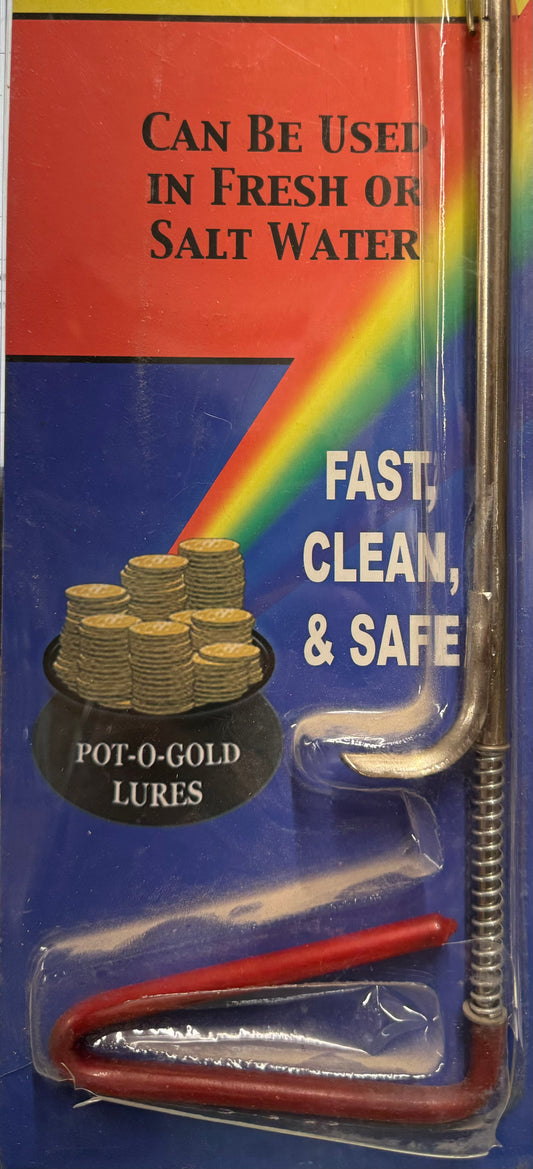 CAN BE USED
IN FRESH OR
SALT WATER
FAST,
CLEAN,
& SAFE
POT-O-GOLD
LURES